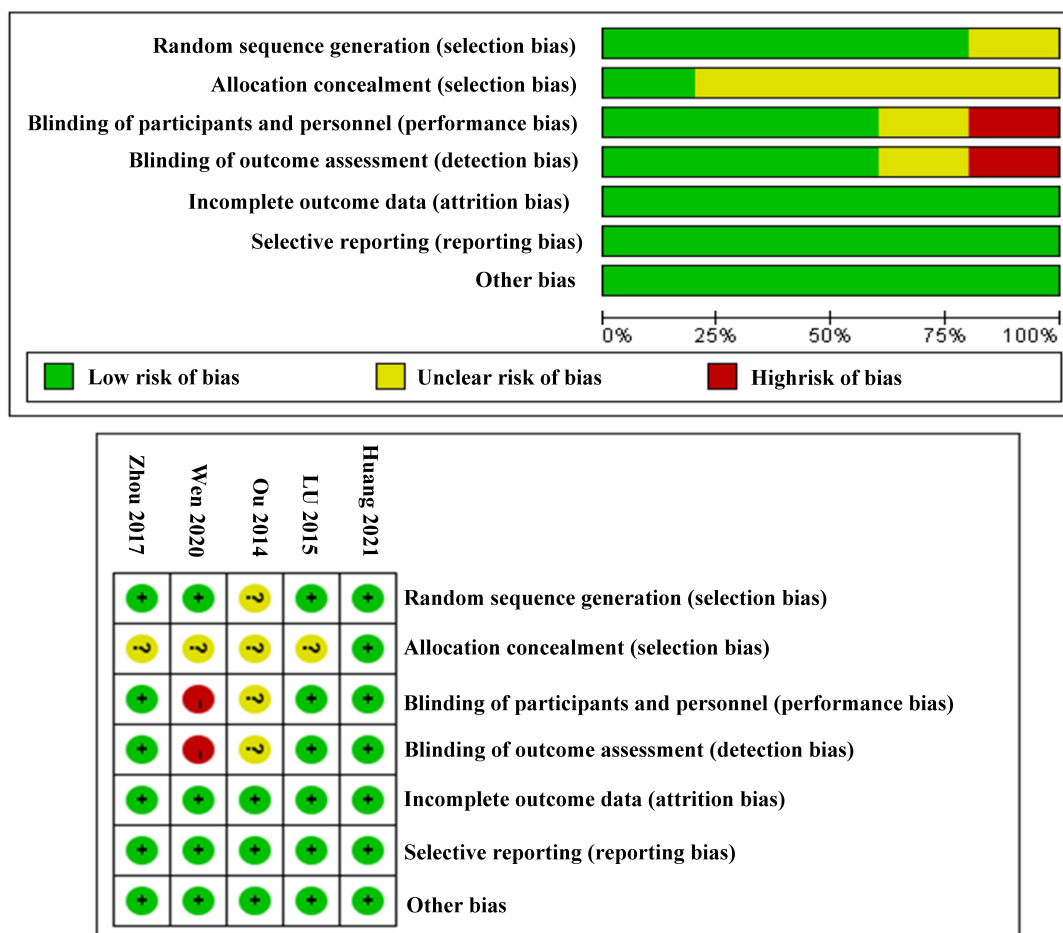 Random sequence generation (selection bias)
Allocation concealment (selection bias)
Blinding of participants and personnel (performance bias)
Blinding of outcome assessment (detection bias)
Incomplete outcome data (attrition bias)
Selective reporting (reporting bias)
Other bias
0% 25% 50% 75% 100%
Low risk of bias Unclear risk of bias Highrisk of bias
Zhou 2017 Wen 2020 Ou 2014 LU 2015 Huang 2021
+ + ? + + Random sequence generation (selection bias)
? ? ? ? + Allocation concealment (selection bias)
+ - ? + + Blinding of participants and personnel (performance bias)
+ - ? + + Blinding of outcome assessment (detection bias)
+ + + + + Incomplete outcome data (attrition bias)
+ + + + + Selective reporting (reporting bias)
+ + + + + Other bias